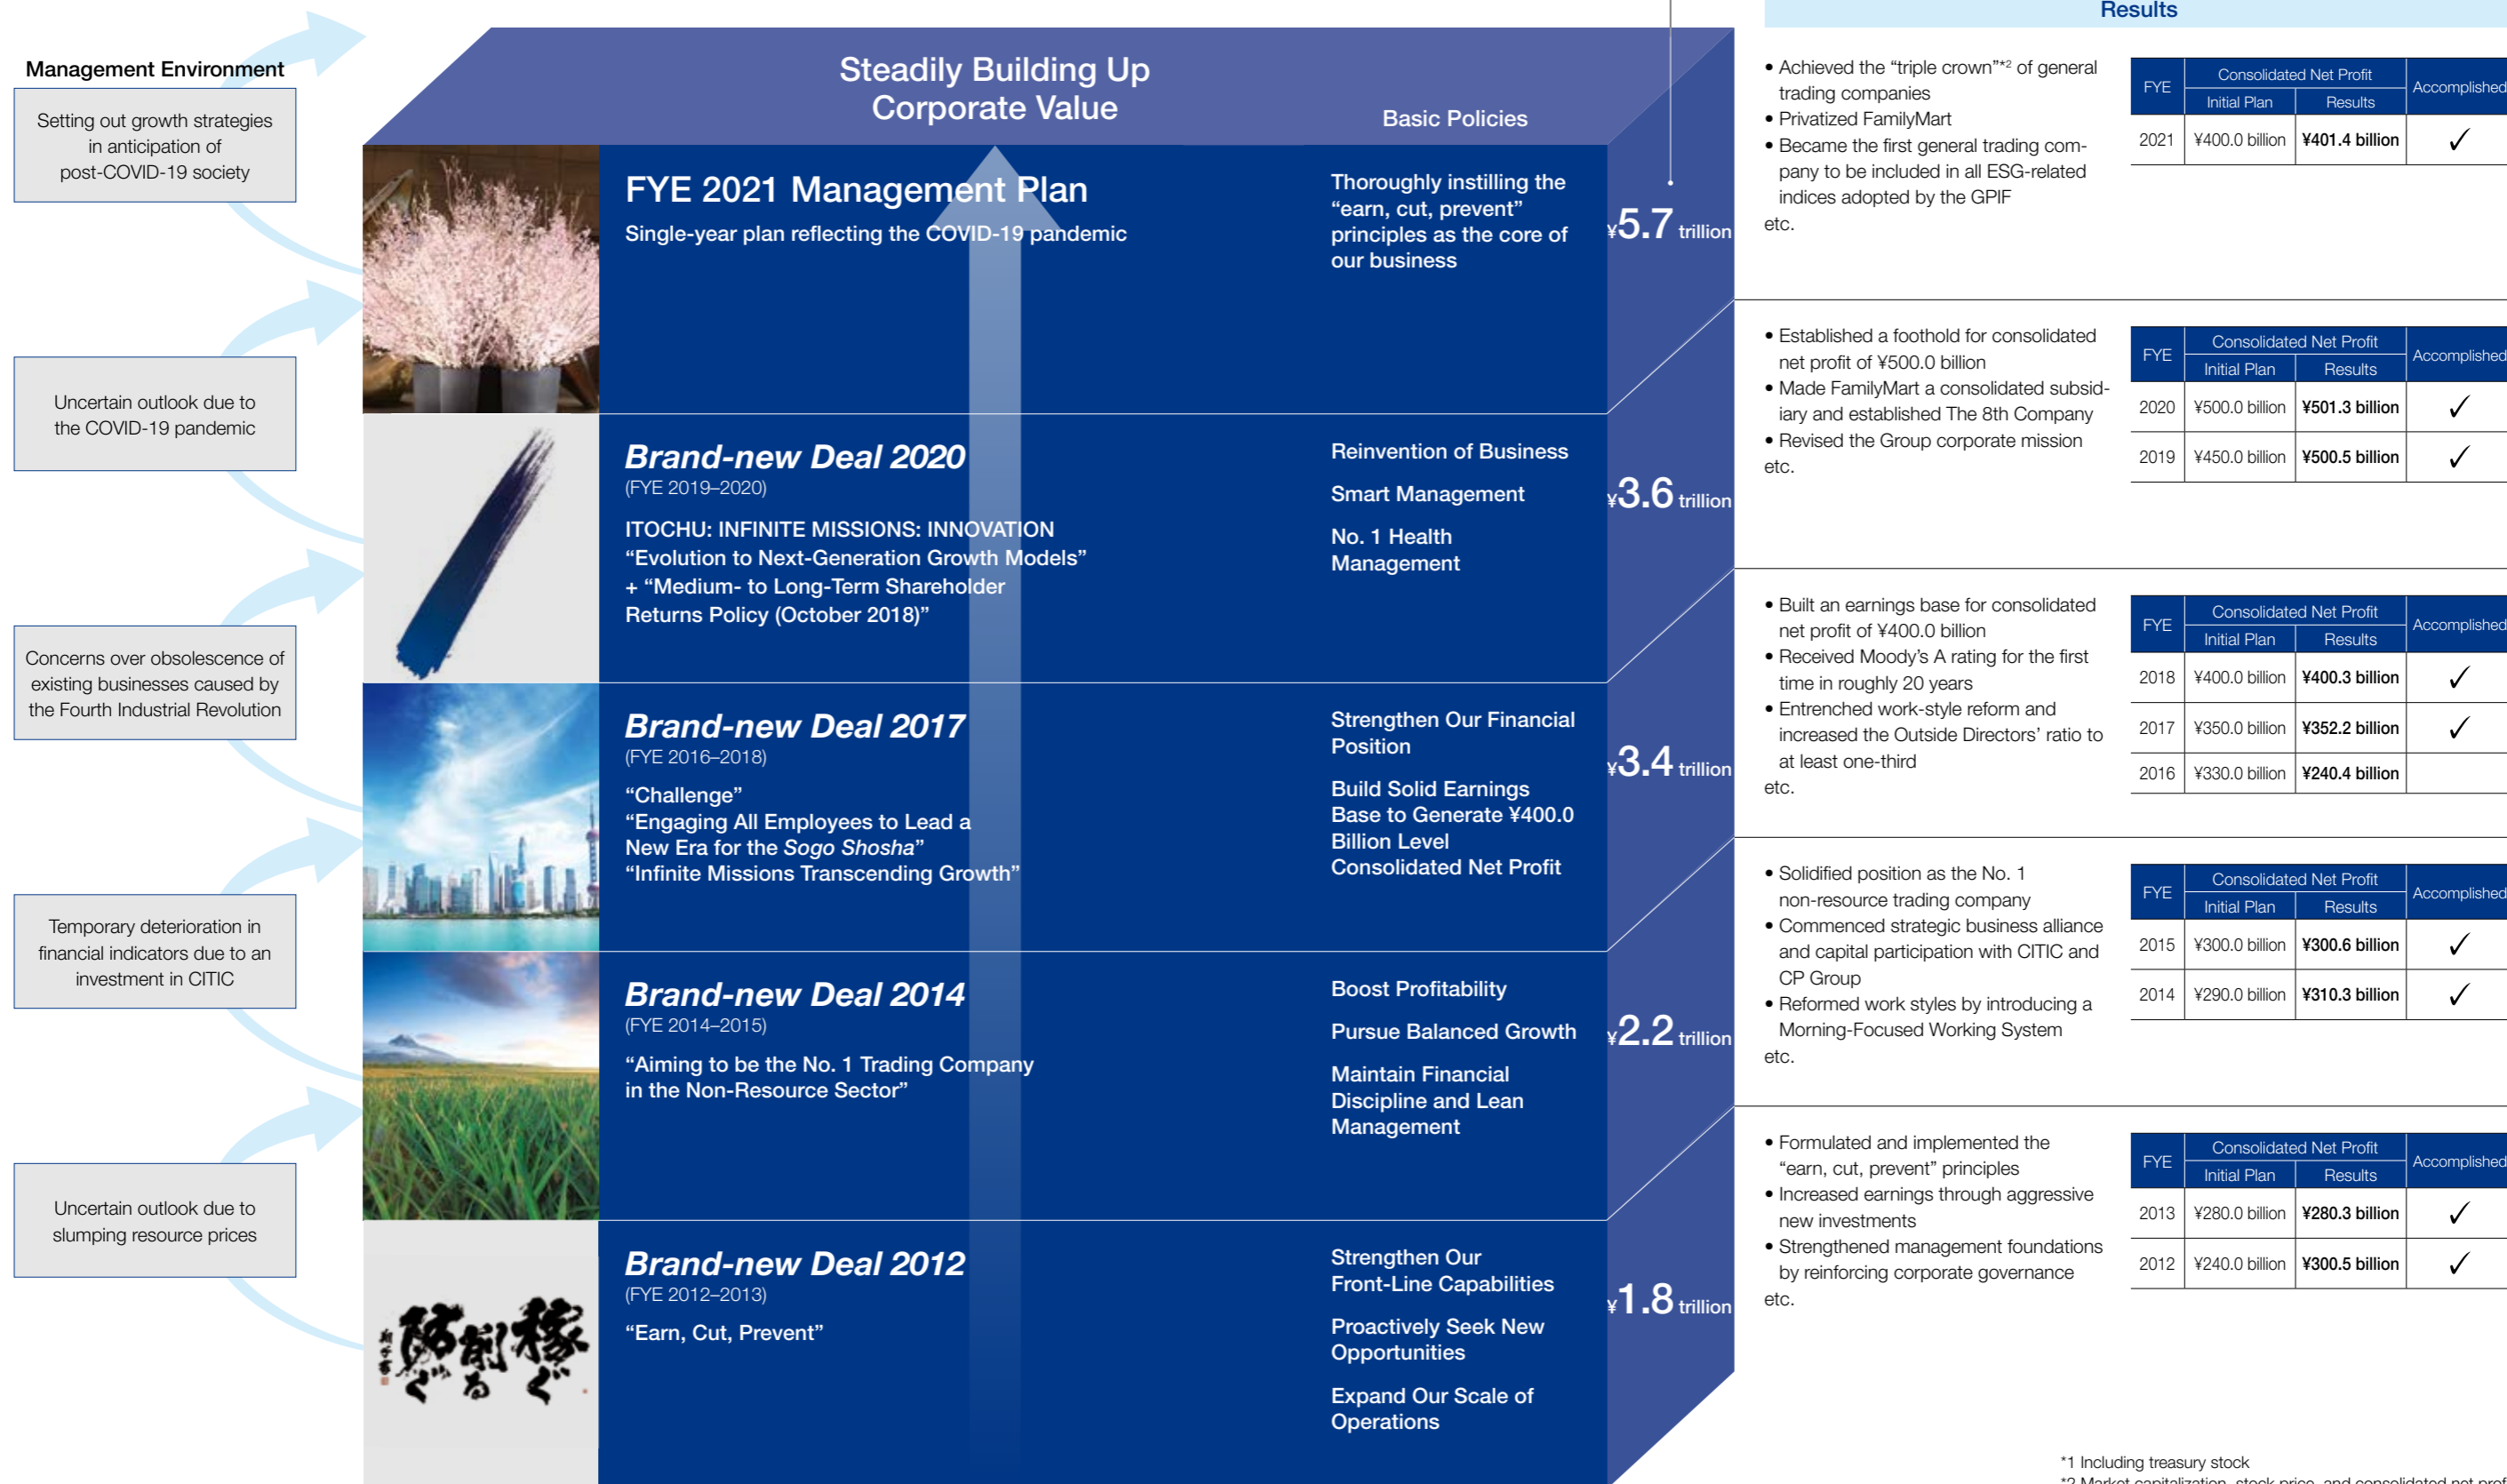 Management Environment
Setting out growth strategies
in anticipation of
post-COVID-19 society
Uncertain outlook due to
the COVID-19 pandemic
Concerns over obsolescence of
existing businesses caused by
the Fourth Industrial Revolution
Temporary deterioration in
financial indicators due to an
investment in CITIC
Uncertain outlook due to
slumping resource prices
Steadily Building Up
Corporate Value
Basic Policies
FYE 2021 Management Plan
Single-year plan reflecting the COVID-19 pandemic
Thoroughly instilling the
“earn, cut, prevent”
principles as the core of
our business
¥5.7 trillion
Brand-new Deal 2020
(FYE 2019–2020)
ITOCHU: INFINITE MISSIONS: INNOVATION
“Evolution to Next-Generation Growth Models”
+ “Medium- to Long-Term Shareholder
Returns Policy (October 2018)”
Reinvention of Business
Smart Management
No. 1 Health
Management
¥3.6 trillion
Brand-new Deal 2017
(FYE 2016–2018)
“Challenge”
“Engaging All Employees to Lead a
New Era for the Sogo Shosha”
“Infinite Missions Transcending Growth”
Strengthen Our Financial
Position
Build Solid Earnings
Base to Generate ¥400.0
Billion Level
Consolidated Net Profit
¥3.4 trillion
Brand-new Deal 2014
(FYE 2014–2015)
“Aiming to be the No. 1 Trading Company
in the Non-Resource Sector”
Boost Profitability
Pursue Balanced Growth
Maintain Financial
Discipline and Lean
Management
¥2.2 trillion
稼ぐ
削る
防ぐ
Brand-new Deal 2012
(FYE 2012–2013)
“Earn, Cut, Prevent”
Strengthen Our
Front-Line Capabilities
Proactively Seek New
Opportunities
Expand Our Scale of
Operations
¥1.8 trillion
Results
• Achieved the “triple crown”*2 of general
trading companies
• Privatized FamilyMart
• Became the first general trading com-
pany to be included in all ESG-related
indices adopted by the GPIF
etc.
FYE Consolidated Net Profit Accomplished
Initial Plan Results
2021 ¥400.0 billion ¥401.4 billion ✓
• Established a foothold for consolidated
net profit of ¥500.0 billion
• Made FamilyMart a consolidated subsid-
iary and established The 8th Company
• Revised the Group corporate mission
etc.
FYE Consolidated Net Profit Accomplished
Initial Plan Results
2020 ¥500.0 billion ¥501.3 billion ✓
2019 ¥450.0 billion ¥500.5 billion ✓
• Built an earnings base for consolidated
net profit of ¥400.0 billion
• Received Moody’s A rating for the first
time in roughly 20 years
• Entrenched work-style reform and
increased the Outside Directors’ ratio to
at least one-third
etc.
FYE Consolidated Net Profit Accomplished
Initial Plan Results
2018 ¥400.0 billion ¥400.3 billion ✓
2017 ¥350.0 billion ¥352.2 billion ✓
2016 ¥330.0 billion ¥240.4 billion
• Solidified position as the No. 1
non-resource trading company
• Commenced strategic business alliance
and capital participation with CITIC and
CP Group
• Reformed work styles by introducing a
Morning-Focused Working System
etc.
FYE Consolidated Net Profit Accomplished
Initial Plan Results
2015 ¥300.0 billion ¥300.6 billion ✓
2014 ¥290.0 billion ¥310.3 billion ✓
• Formulated and implemented the
“earn, cut, prevent” principles
• Increased earnings through aggressive
new investments
• Strengthened management foundations
by reinforcing corporate governance
etc.
FYE Consolidated Net Profit Accomplished
Initial Plan Results
2013 ¥280.0 billion ¥280.3 billion ✓
2012 ¥240.0 billion ¥300.5 billion ✓
*1 Including treasury stock
*2 Market capitalization, stock price, and consolidated net